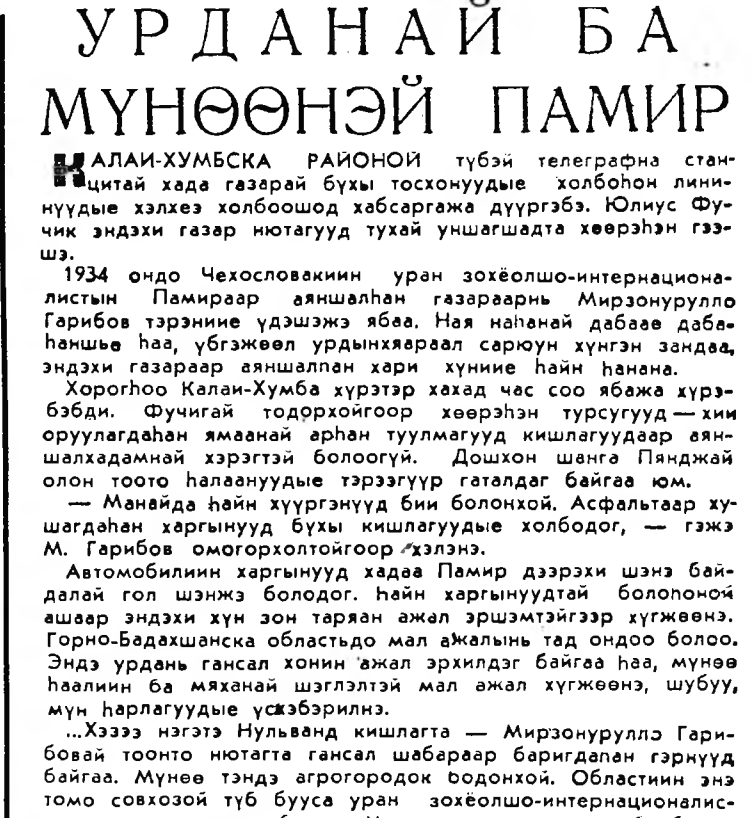 УРДАНАЙ БА
МҮНӨӨНЭЙ ПАМИР
КАЛАИ-ХУМБСКА РАЙОНОЙ түбэй телеграфна стан-
цитай хада газарай бүхы тосхонуудые холбоһон лини-
нүүдые хэлхеэ холбоошод хабсаргажа дүүргэбэ. Юлиус Фу-
чик эндэхи газар нютагууд тухай уншагшадта хөөрэһэн гээ-
шэ.
1934 ондо Чехословакиин уран зохёолшо-интернациона-
листын Памираар аяншалһан газараарнь Мирзонурулло
Гарибов тэрэниие үдэшэжэ ябаа. Ная наһанай дабаае даба-
һаншье һаа, үбгэжөөл урдынхяараал сарюун хүнгэн зандаа,
эндэхи газараар аяншалпан хари хүниие һайн һанана.
Хорогһоо Калаи-Хумба хүрэтэр хахад час соо ябажа хүрэ-
бэбди. Фучигай тодорхойгоор хөөрэһэн турсугууд — хии
оруулагдаһан ямаанай арһан туулмагууд кишлагуудаар аян-
шалхадамнай хэрэгтэй болоогүй. Дошхон шанга Пянджай
олон тоото һалаануудые тэрээгүүр гаталдаг байгаа юм.
— Манайда һайн хүүргэнүүд бии болонхой. Асфальтаар ху-
шагдаһан харгынууд бүхы кишлагуудые холбодог, — гэжэ
М. Гарибов омогорхолтойгоор хэлэнэ.
Автомобилиин харгынууд хадаа Памир дээрэхи шэнэ бай-
далай гол шэнжэ болодог. Һайн харгынуудтай болопоной
ашаар эндэхи хүн зон таряан ажал эршэмтэйгээр хүгжөөнэ.
Горно-Бадахшанска областьдо мал ажалынь тад ондоо болоо.
Эндэ урдань гансал хонин ажал эрхилдэг байгаа һаа, мүнөө
һаалиин ба мяханай шэглэлтэй мал ажал хүгжөөнэ, шубуу,
мүн һарлагуудые үсхэбэрилнэ.
...Хэзээ нэгэтэ Нульванд кишлагта — Мирзонурулло Гари-
бовай тоонто нютагта гансал шабараар баригдапан гэрнүүд
байгаа. Мүнөө тэндэ агрогородок бодонхой. Областиин энэ
томо совхозой түб бууса уран зохёолшо-интернационалис-